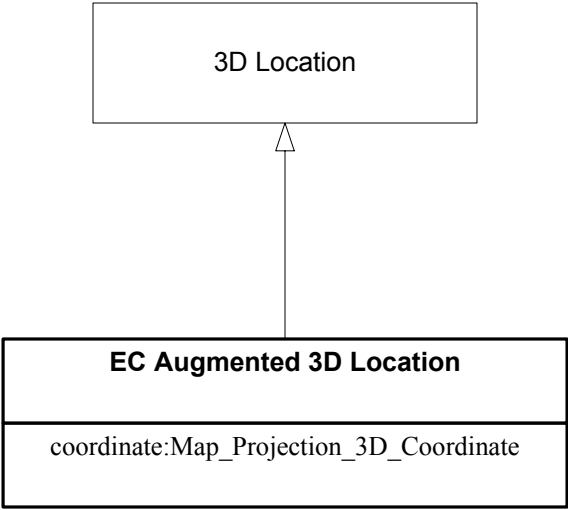 3D Location
EC Augmented 3D Location
coordinate:Map_Projection_3D_Coordinate